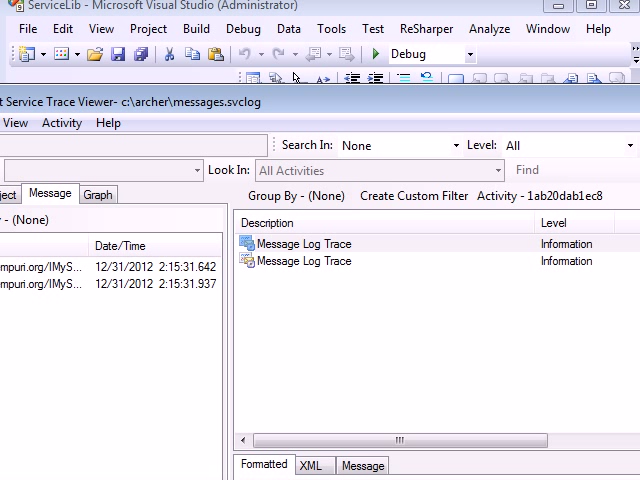 ServiceLib - Microsoft Visual Studio (Administrator)
File Edit View Project Build Debug Data Tools Test ReSharper Analyze Window Help
Debug
t Service Trace Viewer- c:\archer\messages.svclog
View Activity Help
Search In: None Level: All
Look In: All Activities Find
ject Message Graph
Group By - (None) Create Custom Filter Activity - 1ab20dab1ec8
- (None)
Description Level
Date/Time
Message Log Trace Information
mpuri.org/IMyS... 12/31/2012 2:15:31.642
Message Log Trace Information
mpuri.org/IMyS... 12/31/2012 2:15:31.937
Formatted XML Message